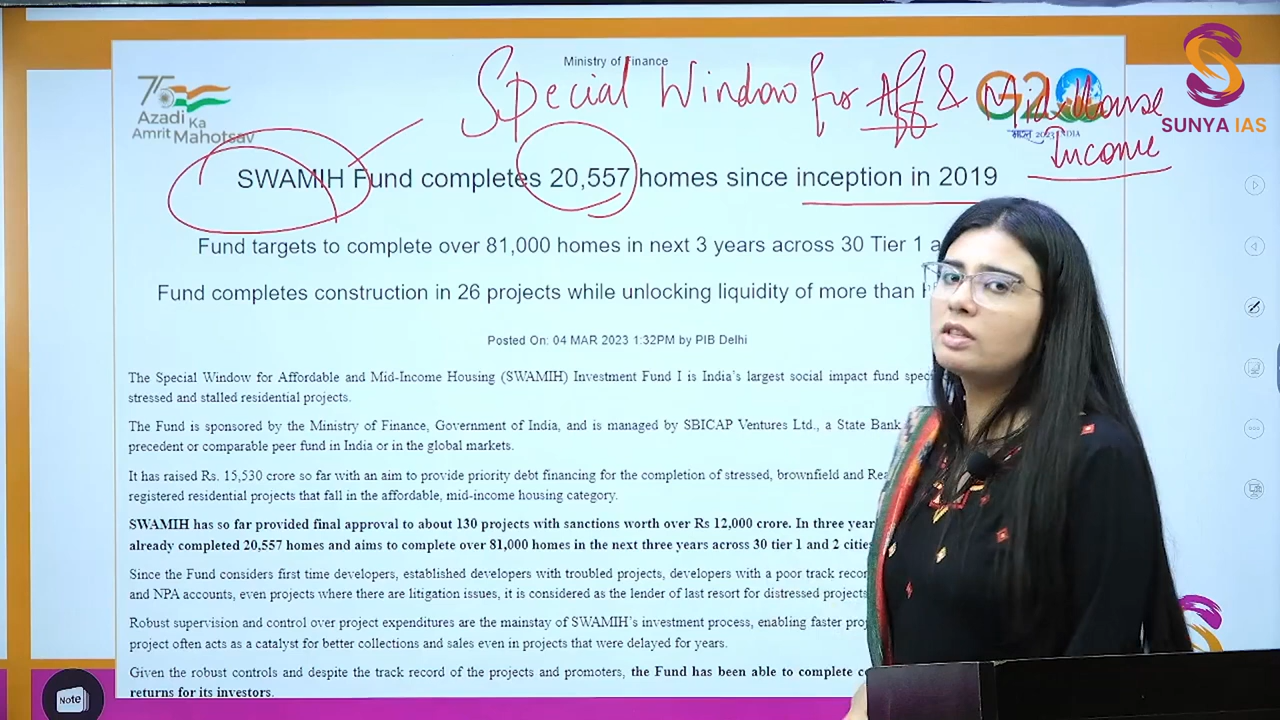 Ministry of Finance
75
Azadi Ka
Amrit Mahotsav
Special Window for Aff & Mid House
Income
G20
2023 INDIA
SUNYA IAS
SWAMIH Fund completes 20,557 homes since inception in 2019
Fund targets to complete over 81,000 homes in next 3 years across 30 Tier 1
Fund completes construction in 26 projects while unlocking liquidity of more than
Posted On: 04 MAR 2023 1:32PM by PIB Delhi
The Special Window for Affordable and Mid-Income Housing (SWAMIH) Investment Fund I is India's largest social impact fund
stressed and stalled residential projects.
The Fund is sponsored by the Ministry of Finance, Government of India, and is managed by SBICAP Ventures Ltd., a State Bank
precedent or comparable peer fund in India or in the global markets.
It has raised Rs. 15,530 crore so far with an aim to provide priority debt financing for the completion of stressed, brownfield and
registered residential projects that fall in the affordable, mid-income housing category.
SWAMIH has so far provided final approval to about 130 projects with sanctions worth over Rs 12,000 crore. In three
already completed 20,557 homes and aims to complete over 81,000 homes in the next three years across 30 tier 1 and 2
Since the Fund considers first time developers, established developers with troubled projects, developers with a poor track
and NPA accounts, even projects where there are litigation issues, it is considered as the lender of last resort for distressed projects
Robust supervision and control over project expenditures are the mainstay of SWAMIH's investment process, enabling faster
project often acts as a catalyst for better collections and sales even in projects that were delayed for years.
Given the robust controls and despite the track record of the projects and promoters, the Fund has been able to complete
returns for its investors.
Note